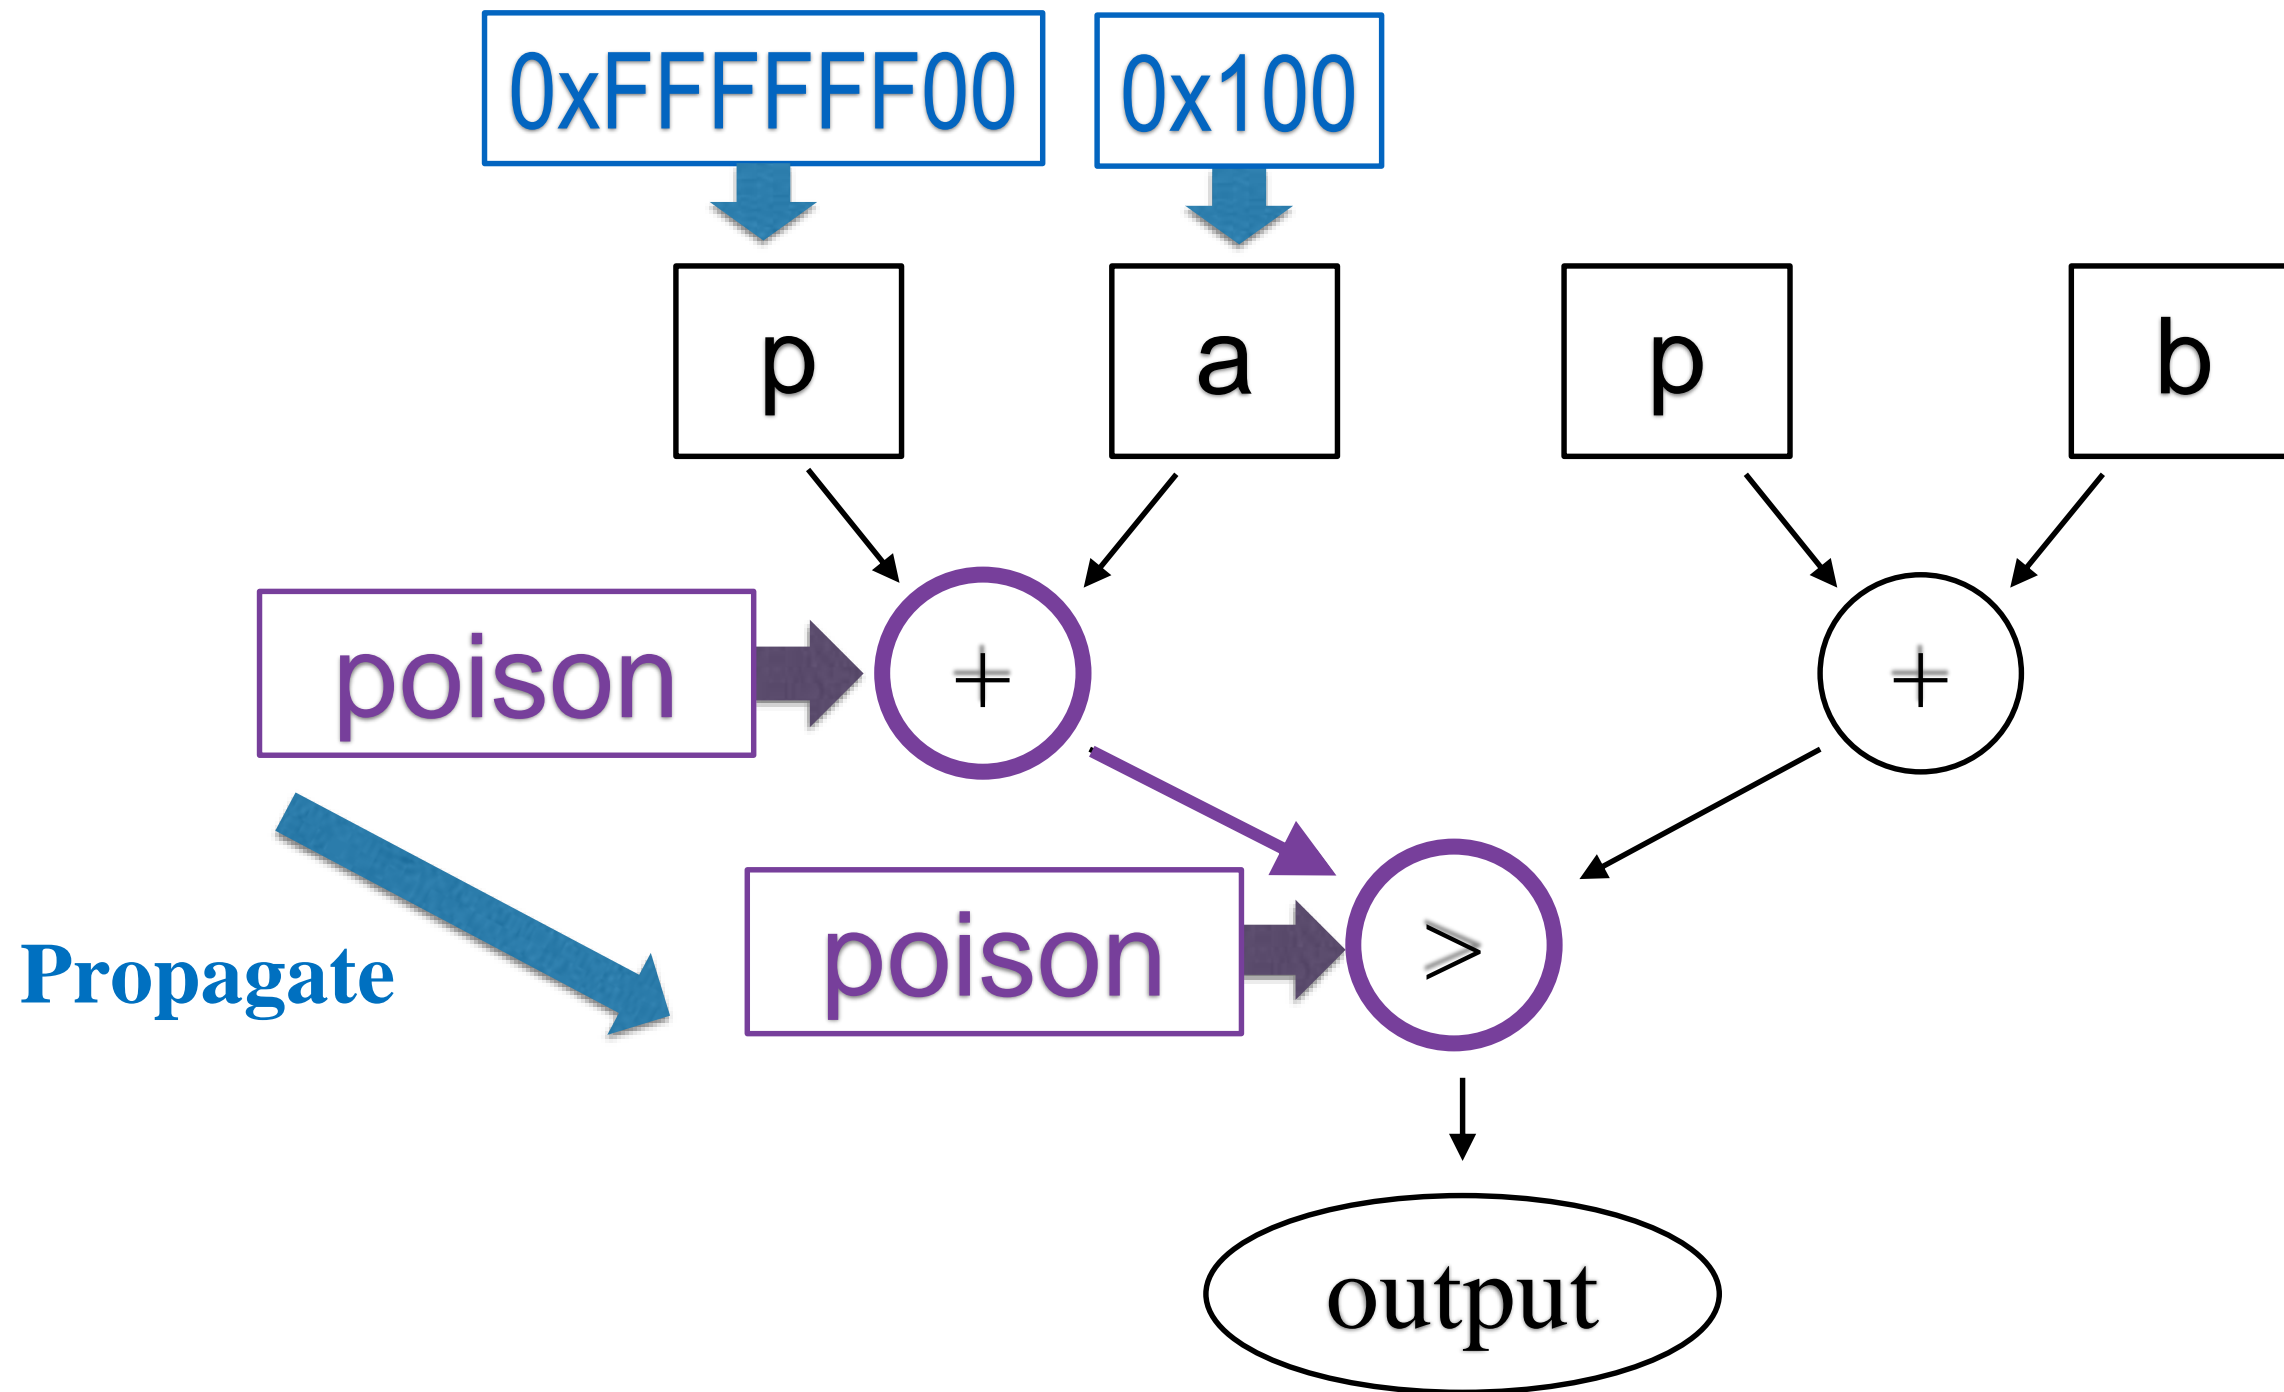 0xFFFFFF00 0x100
p a p b
poison + +
Propagate poison >
output